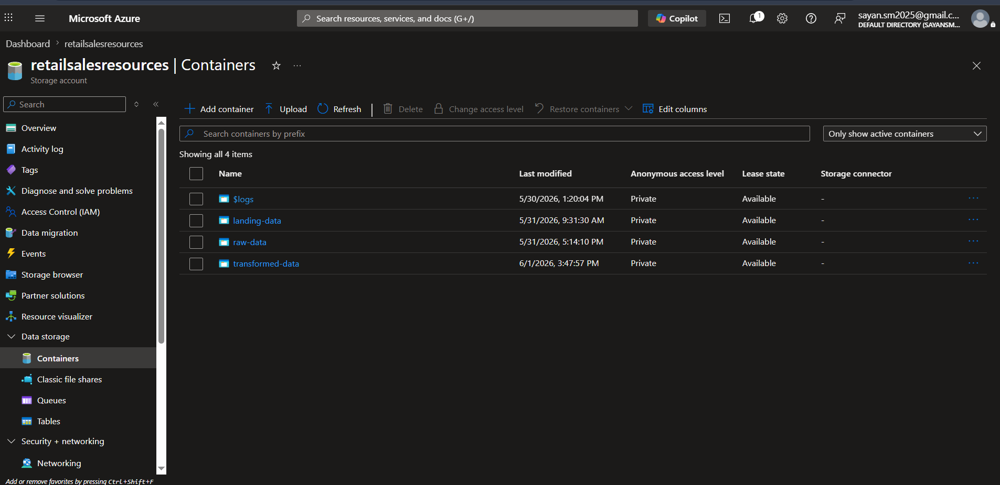 Microsoft Azure
Search resources, services, and docs (G+/)
Copilot
1
sayan.sm2025@gmail.c...
DEFAULT DIRECTORY (SAYANSM...
Dashboard > retailsalesresources
retailsalesresources | Containers
...
Storage account
Search
Add container
Upload
Refresh
Delete
Change access level
Restore containers
Edit columns
Search containers by prefix
Only show active containers
Showing all 4 items
Name Last modified Anonymous access level Lease state Storage connector
$logs 5/30/2026, 1:20:04 PM Private Available - ...
landing-data 5/31/2026, 9:31:30 AM Private Available - ...
raw-data 5/31/2026, 5:14:10 PM Private Available - ...
transformed-data 6/1/2026, 3:47:57 PM Private Available - ...
Overview
Activity log
Tags
Diagnose and solve problems
Access Control (IAM)
Data migration
Events
Storage browser
Partner solutions
Resource visualizer
Data storage
Containers
Classic file shares
Queues
Tables
Security + networking
Networking
Add or remove favorites by pressing Ctrl+Shift+F